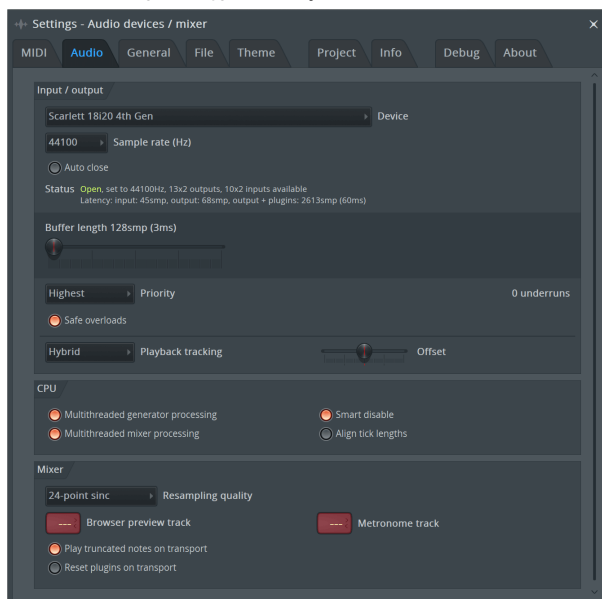 Settings - Audio devices / mixer
MIDI Audio General File Theme Project Info Debug About
Input / output
Scarlett 18i20 4th Gen Device
44100 Sample rate (Hz)
Auto close
Status Open, set to 44100Hz, 13x2 outputs, 10x2 inputs available
Latency: input: 45smp, output: 68smp, output + plugins: 2613smp (60ms)
Buffer length 128smp (3ms)
Highest Priority 0 underruns
Safe overloads
Hybrid Playback tracking Offset
CPU
Multithreaded generator processing Smart disable
Multithreaded mixer processing Align tick lengths
Mixer
24-point sinc Resampling quality
--- Browser preview track --- Metronome track
Play truncated notes on transport
Reset plugins on transport